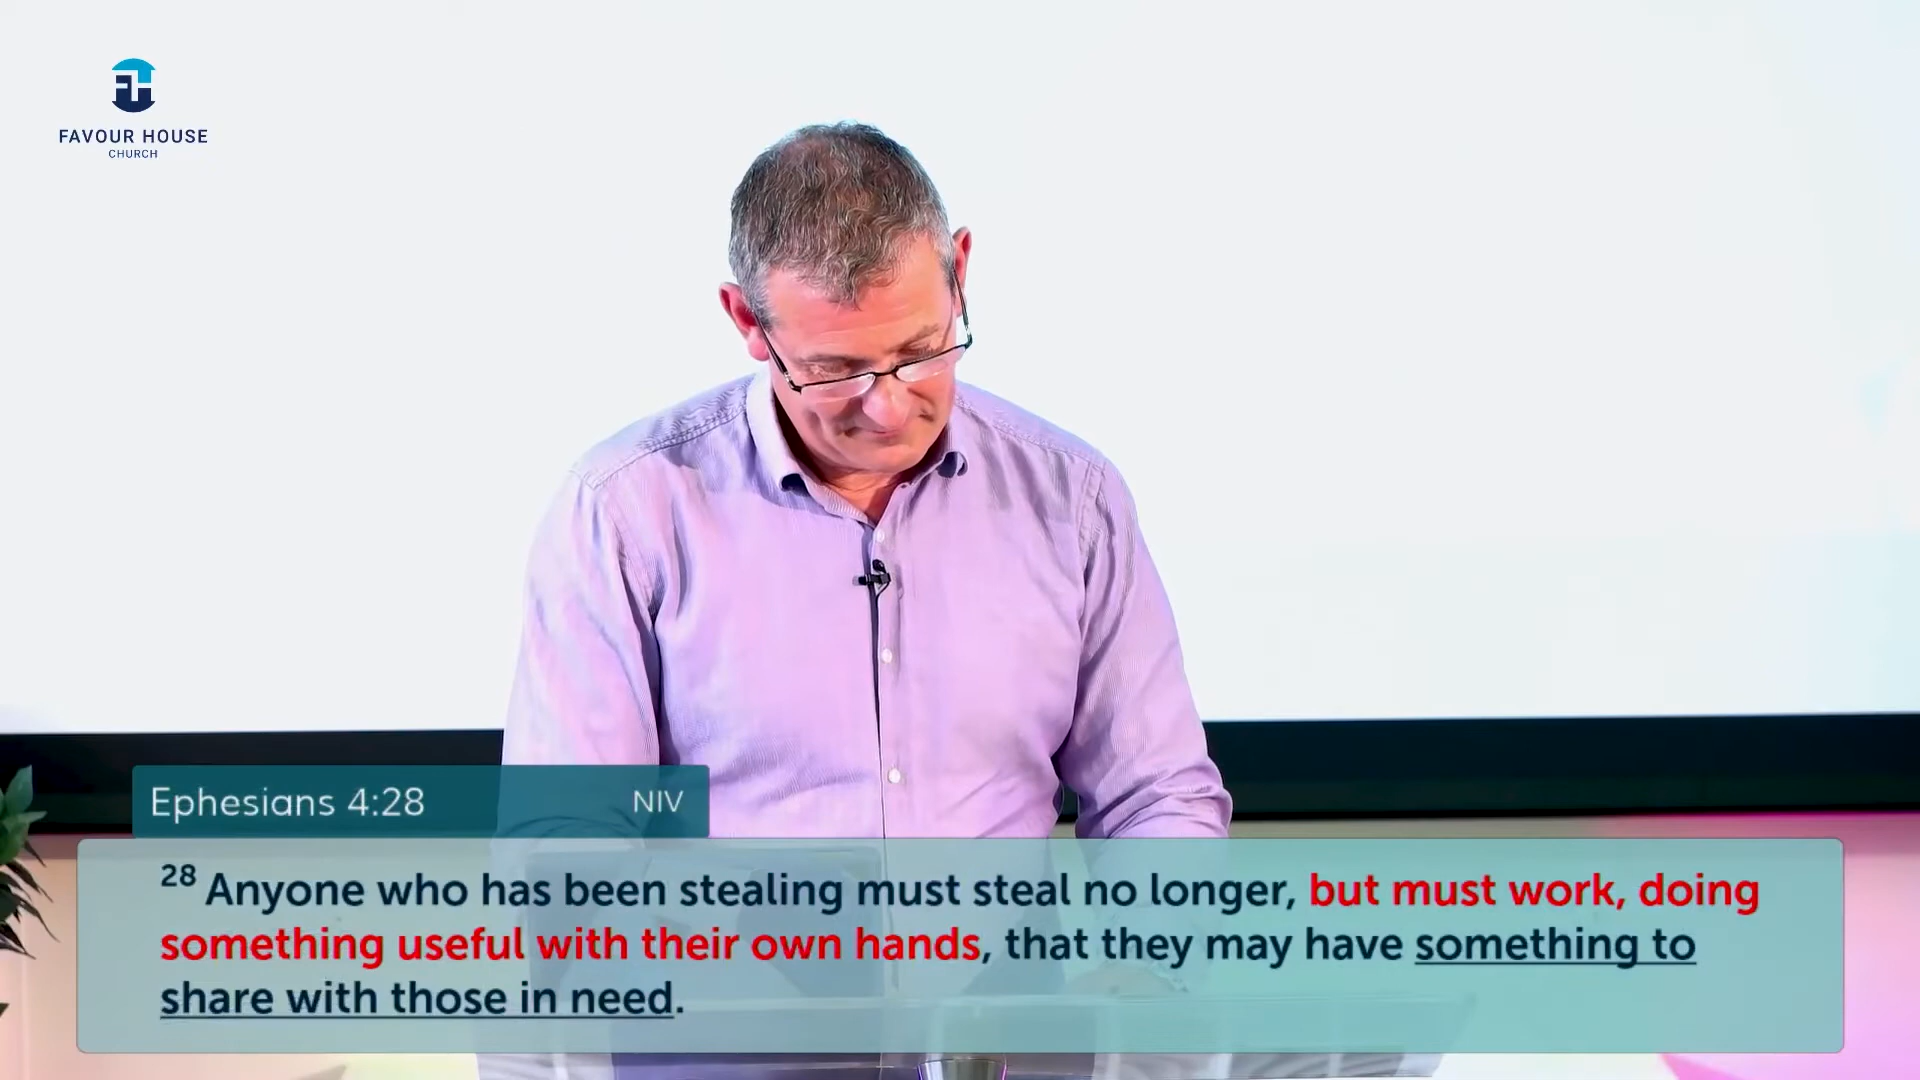 FAVOUR HOUSE
CHURCH
Ephesians 4:28 NIV
28 Anyone who has been stealing must steal no longer, but must work, doing
something useful with their own hands, that they may have something to
share with those in need.